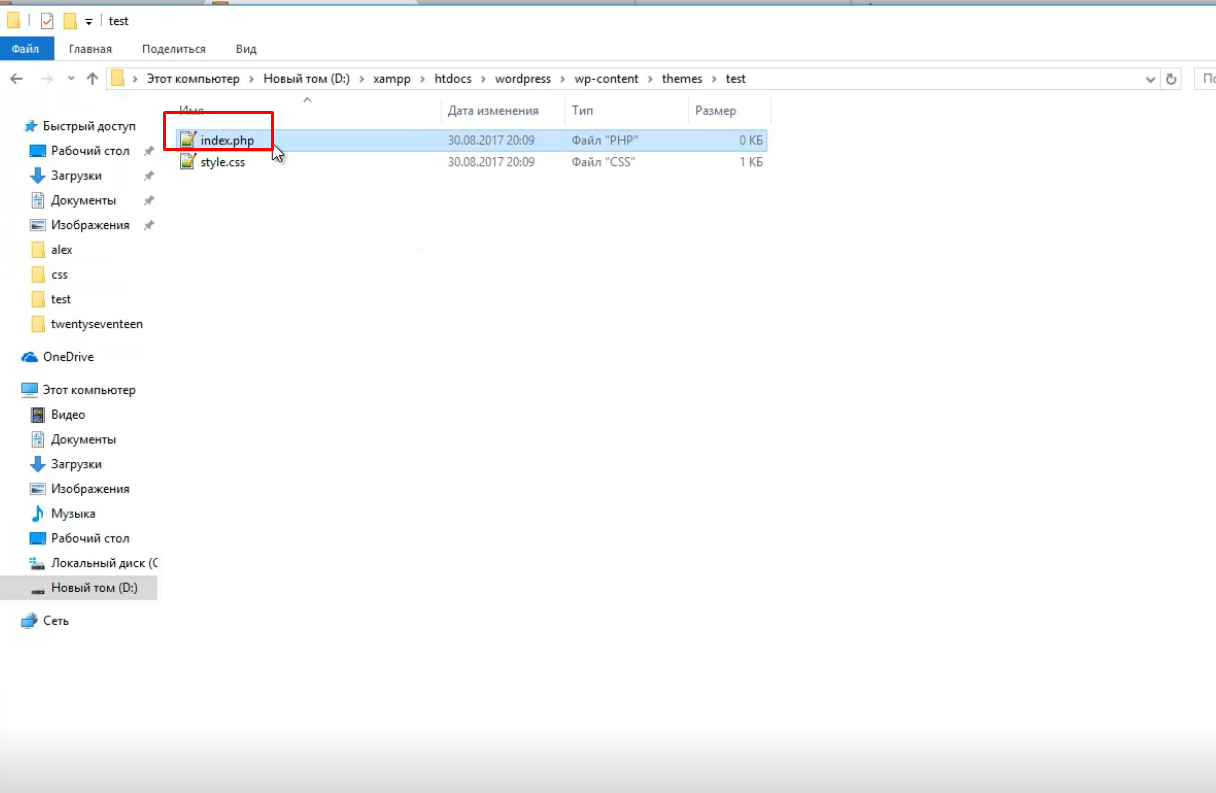 test
Файл Главная Поделиться Вид
Этот компьютер Новый том (D:) xampp htdocs wordpress wp-content themes test
Имя Дата изменения Тип Размер
index.php 30.08.2017 20:09 Файл "PHP" 0 КБ
style.css 30.08.2017 20:09 Файл "CSS" 1 КБ
Быстрый доступ
Рабочий стол
Загрузки
Документы
Изображения
alex
css
test
twentyseventeen
OneDrive
Этот компьютер
Видео
Документы
Загрузки
Изображения
Музыка
Рабочий стол
Локальный диск (C
Новый том (D:)
Сеть